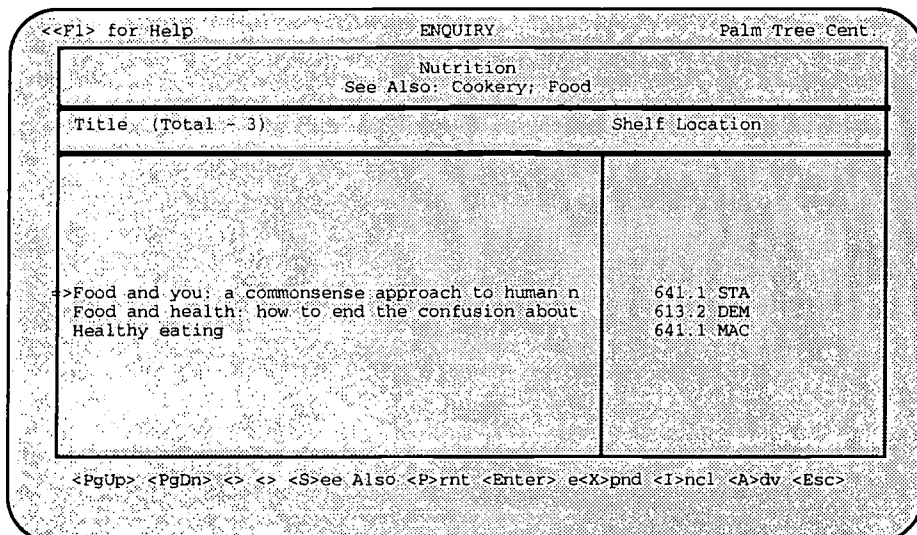 <<F1> for Help ENQUIRY Palm Tree Cent.
Nutrition
See Also: Cookery; Food
Title (Total - 3) Shelf Location
=>Food and you: a commonsense approach to human n 641.1 STA
Food and health: how to end the confusion about 613.2 DEM
Healthy eating 641.1 MAC
<PgUp> <PgDn> <> <> <S>ee Also <P>rnt <Enter> e<X>pnd <I>ncl <A>dv <Esc>